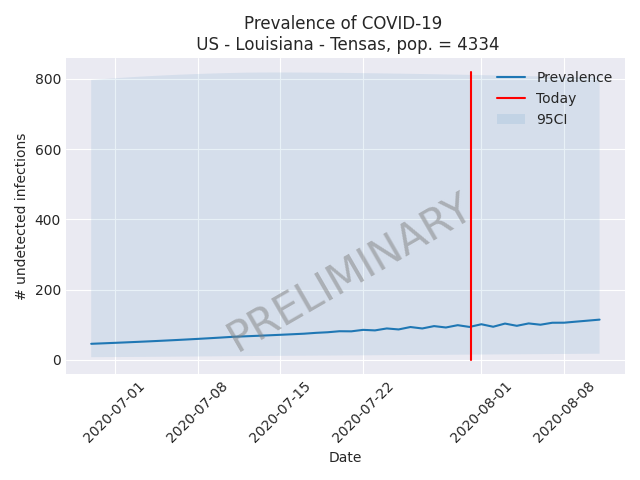 Prevalence of COVID-19
US - Louisiana - Tensas, pop. = 4334
# undetected infections
800
600
400
200
0
Prevalence
Today
95CI
PRELIMINARY
2020-07-01
2020-07-08
2020-07-15
2020-07-22
2020-08-01
2020-08-08
Date